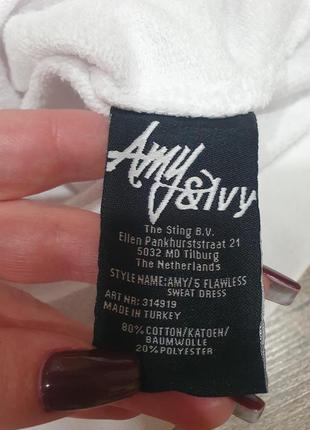 Amy
&Ivy
The Sting B.V.
Ellen Pankhurststraat 21
5032 MD Tilburg
The Netherlands
STYLE NAME: AMY/S FLAWLESS
SWEAT DRESS
ART NR: 314919
MADE IN TURKEY
80% COTTON/KATOEN/
BAUMWOLLE
20% POLYESTER